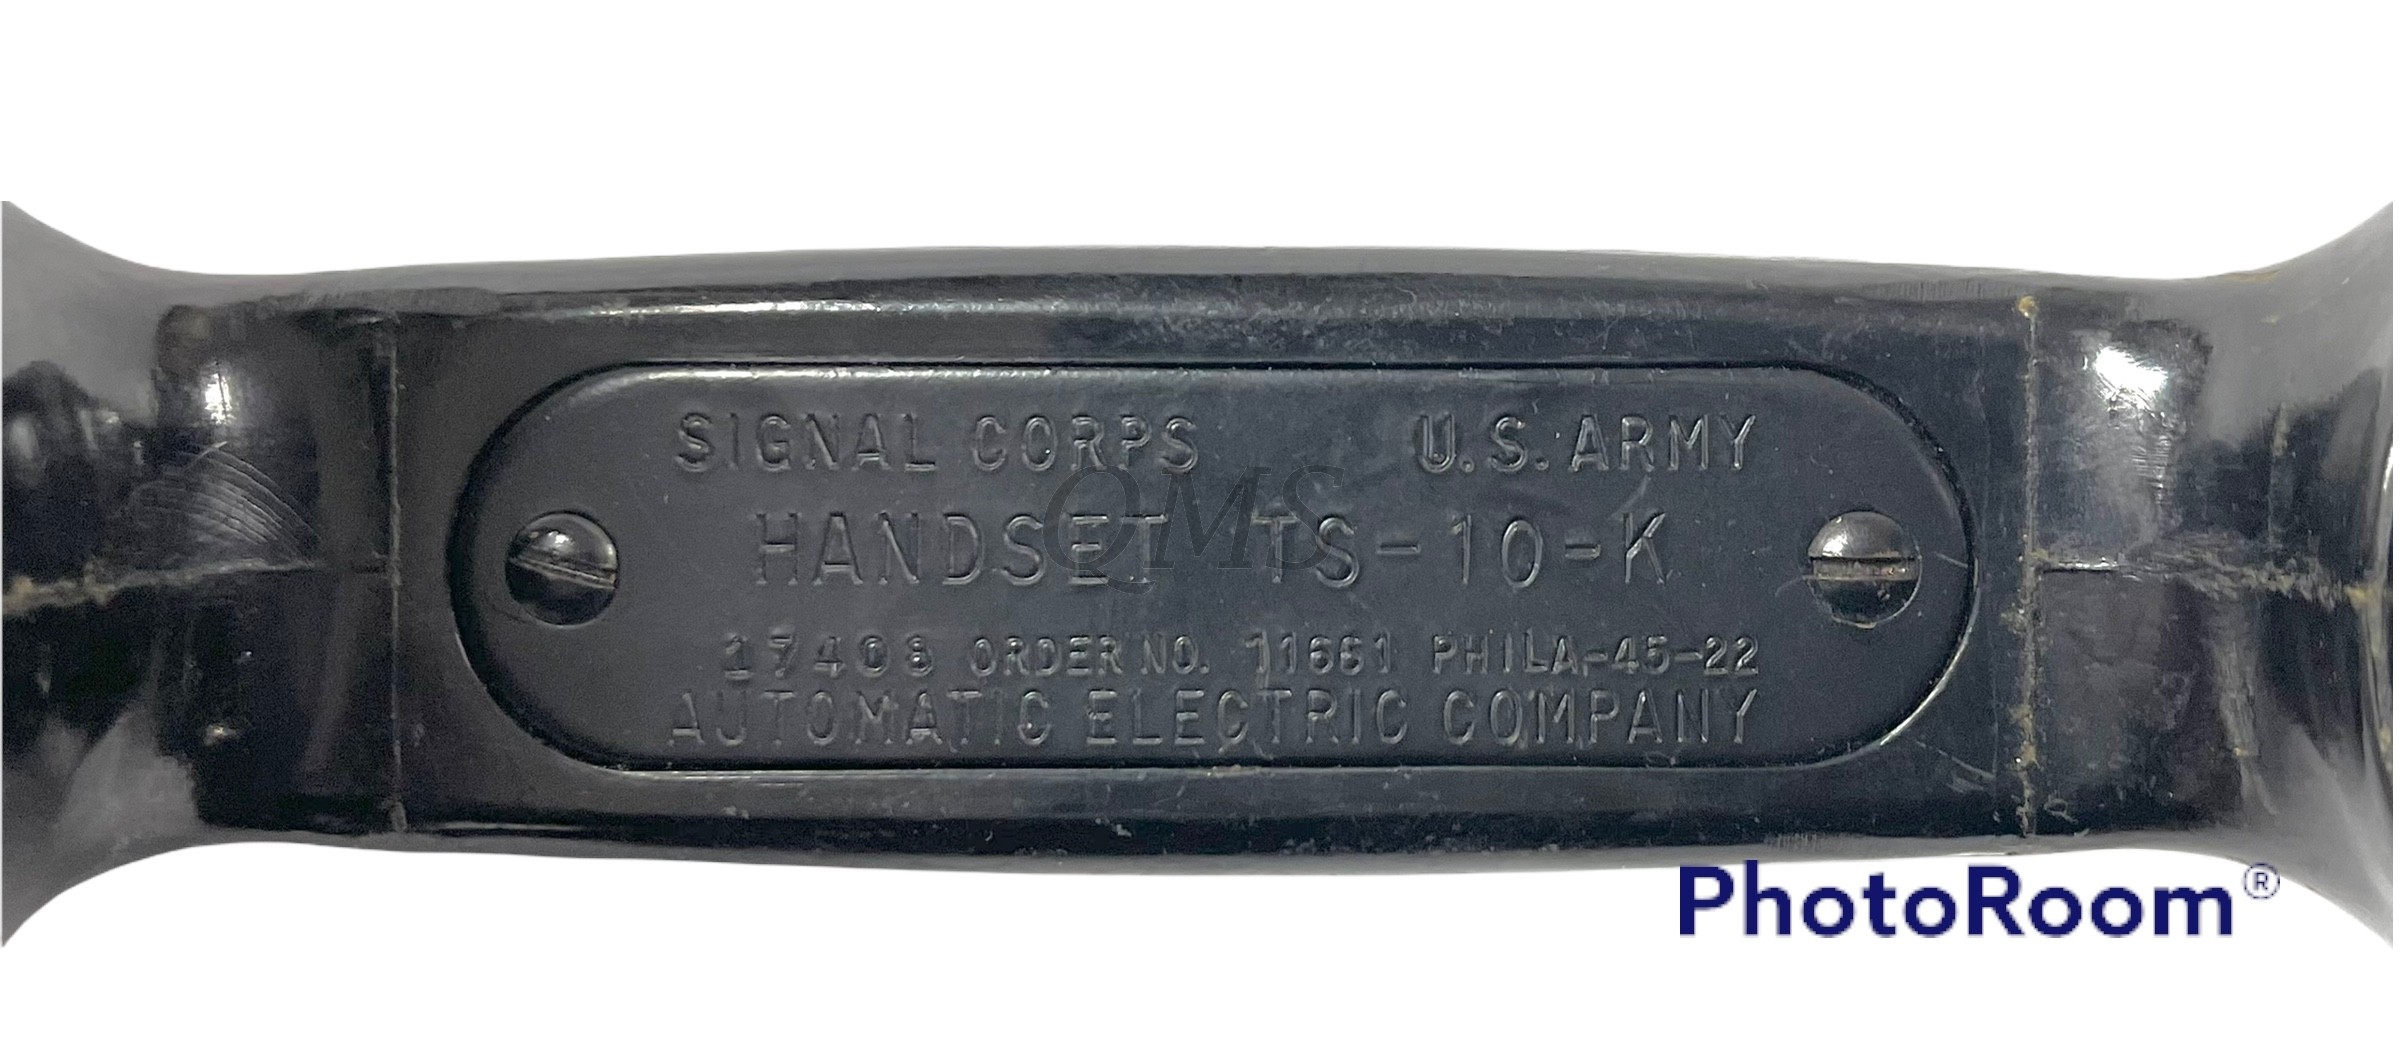 SIGNAL CORPS U.S. ARMY
QMS
HANDSET TS-10-K
17408 ORDER NO. 11661 PHILA-45-22
AUTOMATIC ELECTRIC COMPANY
PhotoRoom®